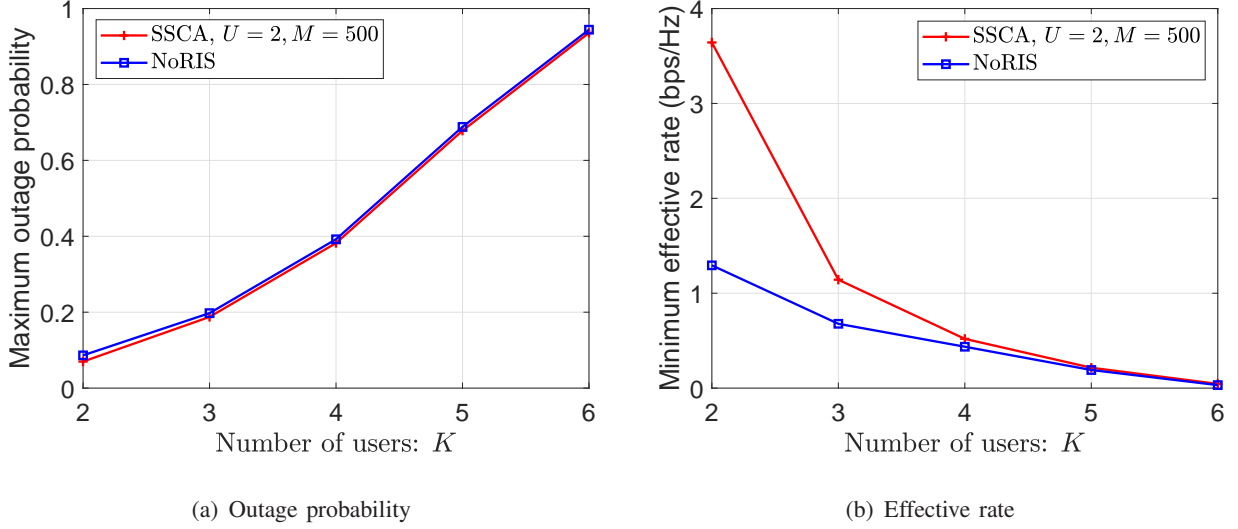 Maximum outage probability
1
0.8
0.6
0.4
0.2
0
SSCA, U = 2, M = 500
NoRIS
2 3 4 5 6
Number of users: K
(a) Outage probability
Minimum effective rate (bps/Hz)
4
3
2
1
0
SSCA, U = 2, M = 500
NoRIS
2 3 4 5 6
Number of users: K
(b) Effective rate